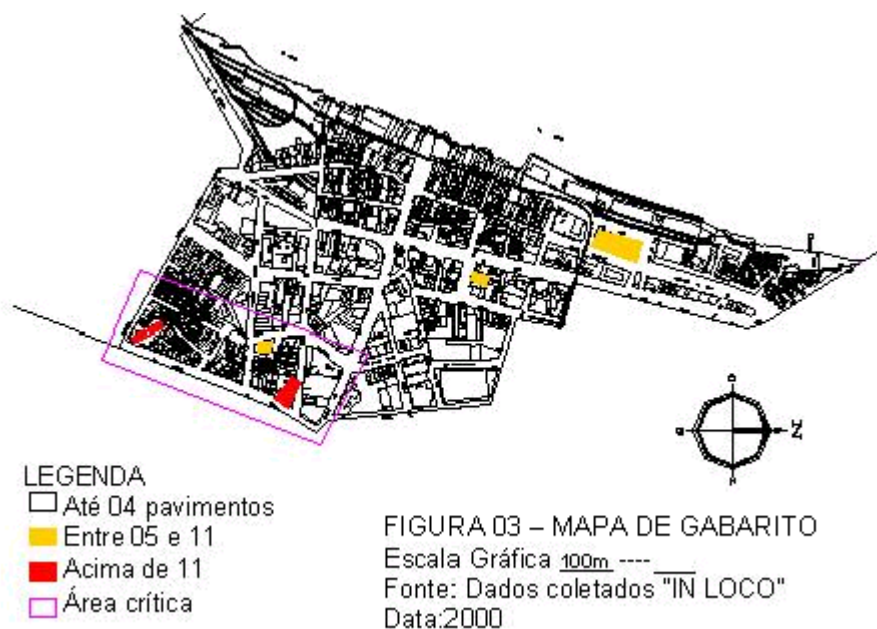 LEGENDA
Até 04 pavimentos
Entre 05 e 11
Acima de 11
Área crítica
FIGURA 03 – MAPA DE GABARITO
Escala Gráfica 100m ---- ___
Fonte: Dados coletados "IN LOCO"
Data:2000